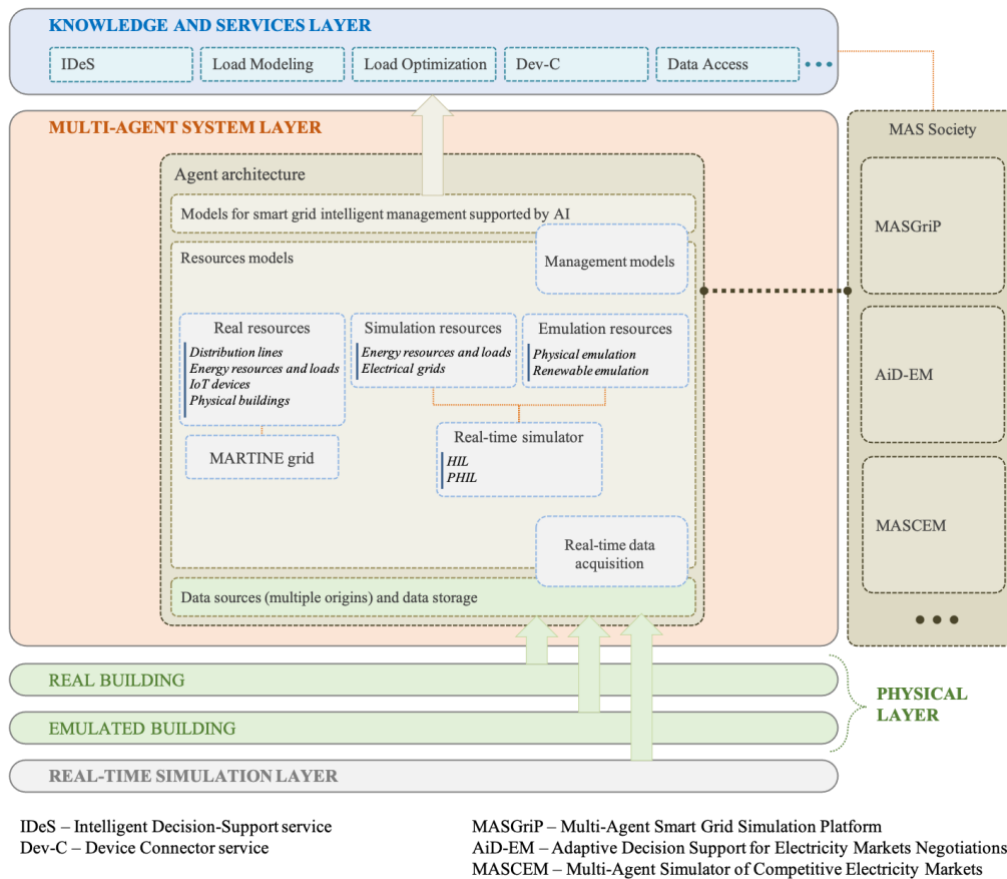 KNOWLEDGE AND SERVICES LAYER
IDeS
Load Modeling
Load Optimization
Dev-C
Data Access
MULTI-AGENT SYSTEM LAYER
MAS Society
Agent architecture
Models for smart grid intelligent management supported by AI
MASGriP
Resources models
Management models
Real resources
Distribution lines
Energy resources and loads
IoT devices
Physical buildings
Simulation resources
Energy resources and loads
Electrical grids
Emulation resources
Physical emulation
Renewable emulation
AiD-EM
MARTINE grid
Real-time simulator
HIL
PHIL
MASCEM
Real-time data
acquisition
Data sources (multiple origins) and data storage
REAL BUILDING
EMULATED BUILDING
PHYSICAL
LAYER
REAL-TIME SIMULATION LAYER
IDeS – Intelligent Decision-Support service
Dev-C – Device Connector service
MASGriP – Multi-Agent Smart Grid Simulation Platform
AiD-EM – Adaptive Decision Support for Electricity Markets Negotiations
MASCEM – Multi-Agent Simulator of Competitive Electricity Markets